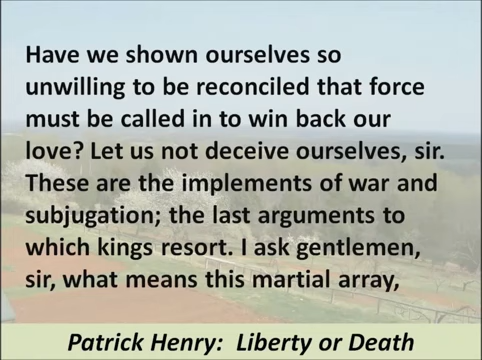 Have we shown ourselves so
unwilling to be reconciled that force
must be called in to win back our
love? Let us not deceive ourselves, sir.
These are the implements of war and
subjugation; the last arguments to
which kings resort. I ask gentlemen,
sir, what means this martial array,
Patrick Henry:  Liberty or Death